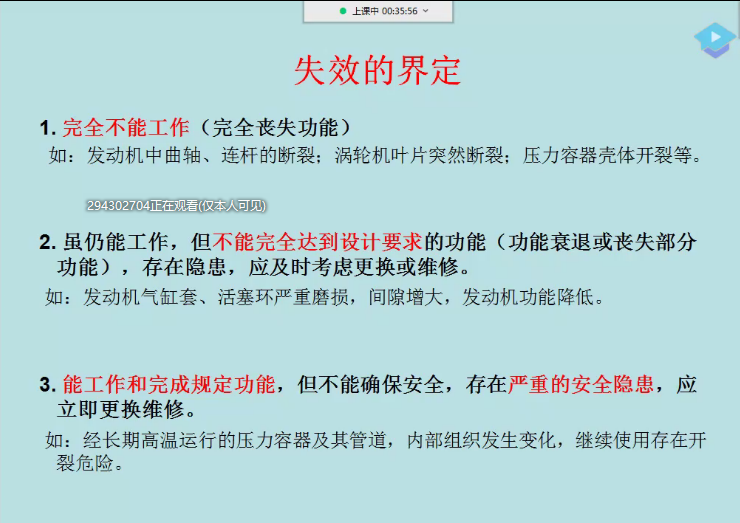 上课中 00:35:56
失效的界定
1. 完全不能工作（完全丧失功能）
如：发动机中曲轴、连杆的断裂；涡轮机叶片突然断裂；压力容器壳体开裂等。
294302704正在观看(仅本人可见)
2. 虽仍能工作，但不能完全达到设计要求的功能（功能衰退或丧失部分
功能），存在隐患，应及时考虑更换或维修。
如：发动机气缸套、活塞环严重磨损，间隙增大，发动机功能降低。
3. 能工作和完成规定功能，但不能确保安全，存在严重的安全隐患，应
立即更换维修。
如：经长期高温运行的压力容器及其管道，内部组织发生变化，继续使用存在开
裂危险。